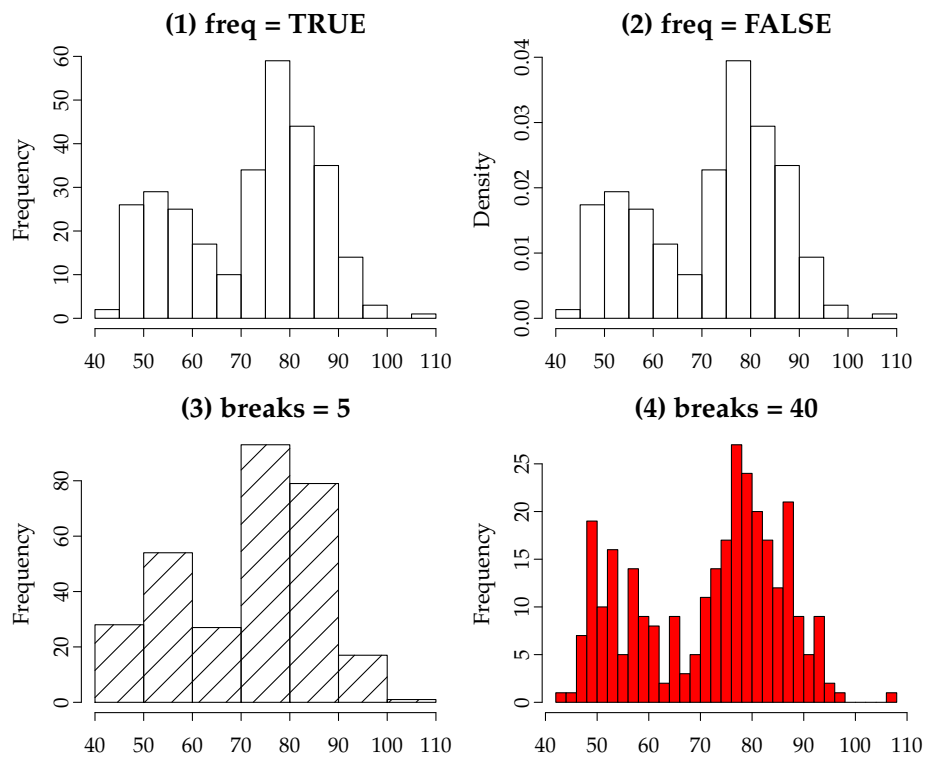 (1) freq = TRUE
Frequency
0 10 20 30 40 50 60
40 50 60 70 80 90 100 110
(2) freq = FALSE
Density
0.00 0.01 0.02 0.03 0.04
40 50 60 70 80 90 100 110
(3) breaks = 5
Frequency
0 20 40 60 80
40 50 60 70 80 90 100 110
(4) breaks = 40
Frequency
0 5 10 15 20 25
40 50 60 70 80 90 100 110